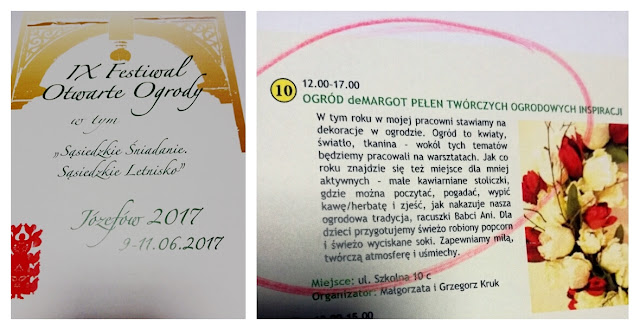 IX Festiwal
Otwarte Ogrody
w tym
„Sąsiedzkie Śniadanie.
Sąsiedzkie Letnisko”
Józefów 2017
9-11.06.2017
10
12.00-17.00
OGRÓD deMARGOT PEŁEN TWÓRCZYCH OGRODOWYCH INSPIRACJI
W tym roku w mojej pracowni stawiamy na
dekoracje w ogrodzie. Ogród to kwiaty,
światło, tkanina - wokół tych tematów
będziemy pracowali na warsztatach. Jak co
roku znajdzie się też miejsce dla mniej
aktywnych - małe kawiarniane stoliczki,
gdzie można poczytać, pogadać, wypić
kawę/herbatę i zjeść, jak nakazuje nasza
ogrodowa tradycja, racuszki Babci Ani. Dla
dzieci przygotujemy świeżo robiony popcorn
i świeżo wyciskane soki. Zapewniamy miłą,
twórczą atmosferę i uśmiechy.
Miejsce: ul. Szkolna 10 c
Organizator: Małgorzata i Grzegorz Kruk